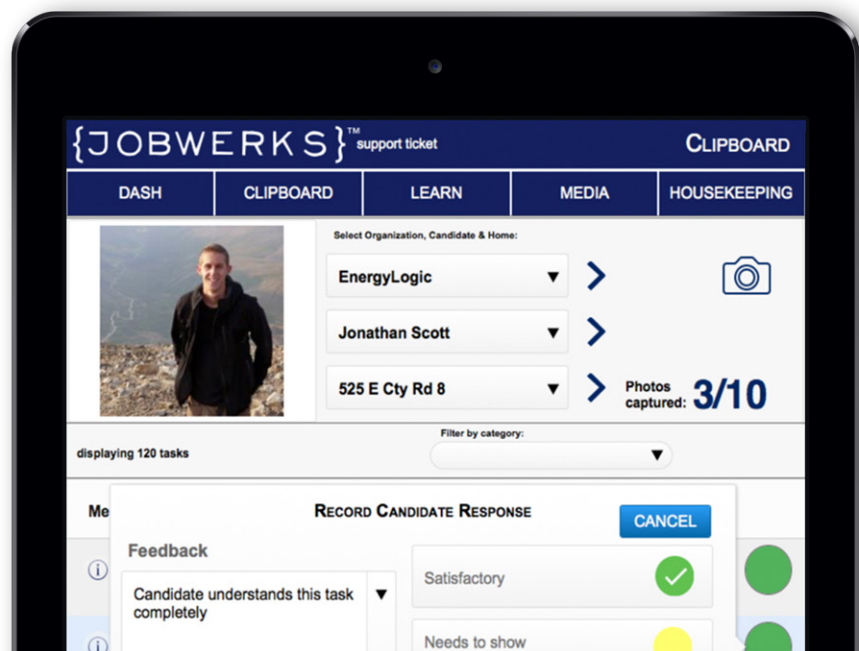 {JOBWERKS}™ support ticket CLIPBOARD
DASH CLIPBOARD LEARN MEDIA HOUSEKEEPING
Select Organization, Candidate & Home:
EnergyLogic
Jonathan Scott
525 E Cty Rd 8
Photos
captured: 3/10
Filter by category:
displaying 120 tasks
Me
RECORD CANDIDATE RESPONSE
CANCEL
Feedback
Candidate understands this task
completely
Satisfactory
Needs to show